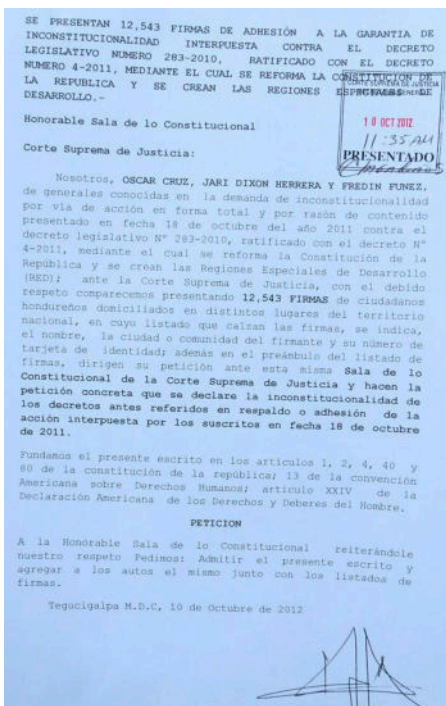 SE PRESENTAN 12,543 FIRMAS DE ADHESIÓN A LA GARANTIA DE
INCONSTITUCIONALIDAD INTERPUESTA CONTRA EL DECRETO
LEGISLATIVO NUMERO 283-2010, RATIFICADO CON EL DECRETO
NUMERO 4-2011, MEDIANTE EL CUAL SE REFORMA LA CONSTITUCION DE
LA REPUBLICA Y SE CREAN LAS REGIONES ESPECIALES DE
DESARROLLO.-
CORTE SUPREMA DE JUSTICIA
10 OCT 2012
11:35 AM
PRESENTADO
Honorable Sala de lo Constitucional
Corte Suprema de Justicia:
Nosotros, OSCAR CRUZ, JARI DIXON HERRERA Y FREDIN FUNEZ,
de generales conocidas en la demanda de inconstitucionalidad
por vía de acción en forma total y por razón de contenido
presentado en fecha 18 de octubre del año 2011 contra el
decreto legislativo Nº 283-2010, ratificado con el decreto Nº
4-2011, mediante el cual se reforma la Constitución de la
República y se crean las Regiones Especiales de Desarrollo
(RED); ante la Corte Suprema de Justicia, con el debido
respeto comparecemos presentando 12,543 FIRMAS de ciudadanos
hondureños domiciliados en distintos lugares del territorio
nacional, en cuyo listado que calzan las firmas, se indica,
el nombre, la ciudad o comunidad del firmante y su número de
tarjeta de identidad; además en el preámbulo del listado de
firmas, dirigen su petición ante esta misma Sala de lo
Constitucional de la Corte Suprema de Justicia y hacen la
petición concreta que se declare la inconstitucionalidad de
los decretos antes referidos en respaldo o adhesión de la
acción interpuesta por los suscritos en fecha 18 de octubre
de 2011.
Fundamos el presente escrito en los artículos 1, 2, 4, 40 y
80 de la constitución de la república; 13 de la convención
Americana sobre Derechos Humanos; artículo XXIV de la
Declaración Americana de los Derechos y Deberes del Hombre.
PETICION
A la Honorable Sala de lo Constitucional reiterándole
nuestro respeto Pedimos: Admitir el presente escrito y
agregar a los autos el mismo junto con los listados de
firmas.
Tegucigalpa M.D.C, 10 de Octubre de 2012